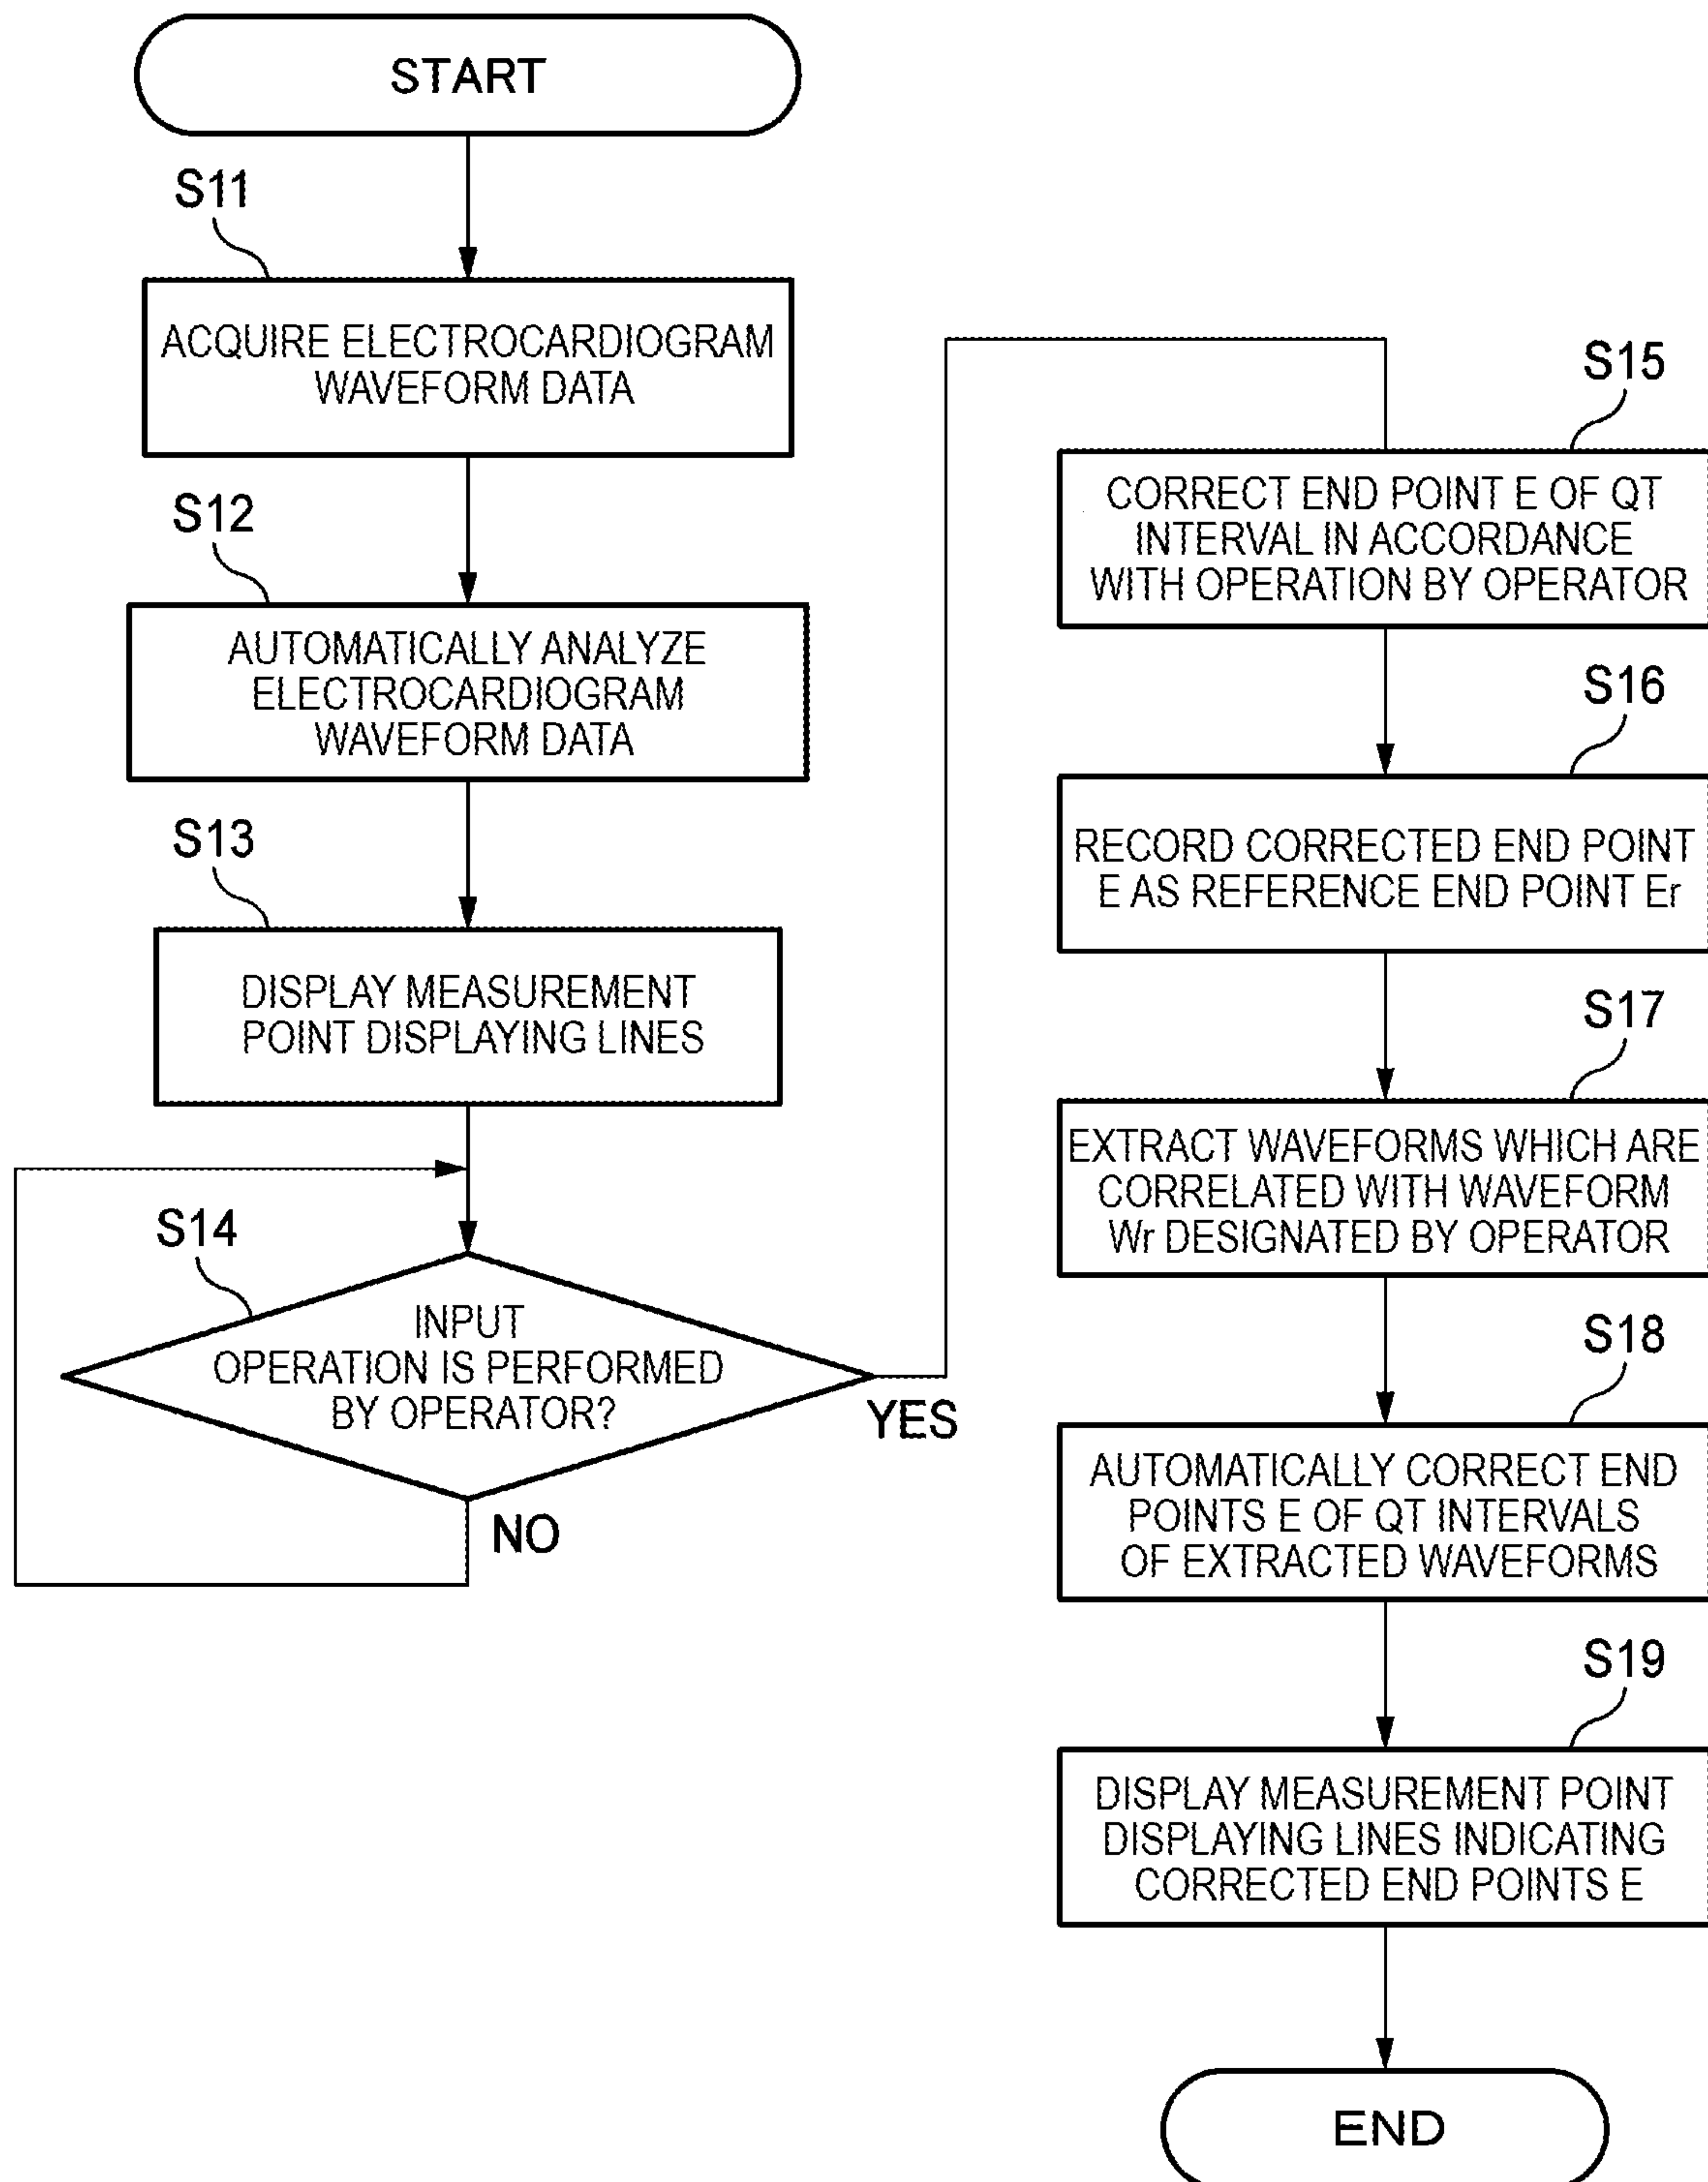 START
S11
ACQUIRE ELECTROCARDIOGRAM
WAVEFORM DATA
S12
AUTOMATICALLY ANALYZE
ELECTROCARDIOGRAM
WAVEFORM DATA
S13
DISPLAY MEASUREMENT
POINT DISPLAYING LINES
S14
INPUT
OPERATION IS PERFORMED
BY OPERATOR?
YES
NO
S15
CORRECT END POINT E OF QT
INTERVAL IN ACCORDANCE
WITH OPERATION BY OPERATOR
S16
RECORD CORRECTED END POINT
E AS REFERENCE END POINT Er
S17
EXTRACT WAVEFORMS WHICH ARE
CORRELATED WITH WAVEFORM
Wr DESIGNATED BY OPERATOR
S18
AUTOMATICALLY CORRECT END
POINTS E OF QT INTERVALS
OF EXTRACTED WAVEFORMS
S19
DISPLAY MEASUREMENT POINT
DISPLAYING LINES INDICATING
CORRECTED END POINTS E
END